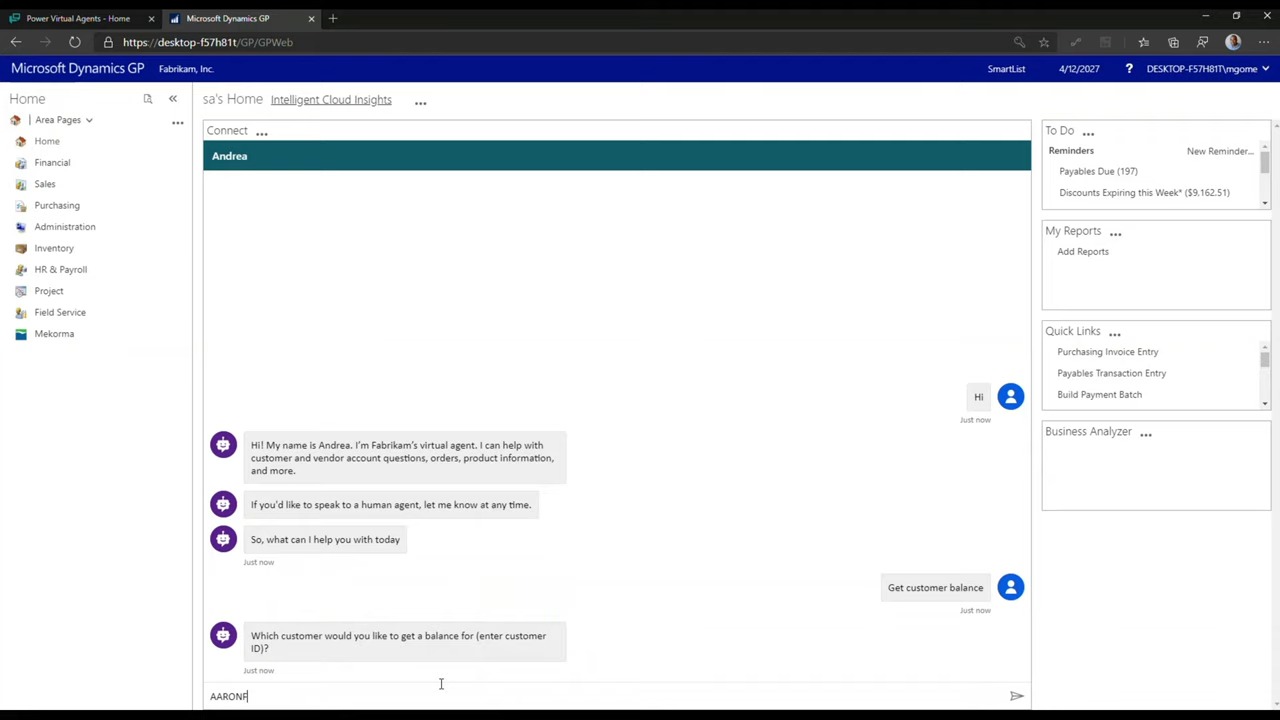 Power Virtual Agents - Home
Microsoft Dynamics GP
https://desktop-f57h81t/GP/GPWeb
Microsoft Dynamics GP
Fabrikam, Inc.
SmartList
4/12/2027
?
DESKTOP-F57H81T\mgome
Home
Area Pages
Home
Financial
Sales
Purchasing
Administration
Inventory
HR & Payroll
Project
Field Service
Mekorma
sa's Home Intelligent Cloud Insights ...
Connect ...
Andrea
Hi
Just now
Hi! My name is Andrea. I'm Fabrikam's virtual agent. I can help with
customer and vendor account questions, orders, product information,
and more.
If you'd like to speak to a human agent, let me know at any time.
So, what can I help you with today
Just now
Get customer balance
Just now
Which customer would you like to get a balance for (enter customer
ID)?
Just now
AARONF
To Do ...
Reminders New Reminder...
Payables Due (197)
Discounts Expiring this Week* ($9.162.51)
My Reports ...
Add Reports
Quick Links ...
Purchasing Invoice Entry
Payables Transaction Entry
Build Payment Batch
Business Analyzer ...